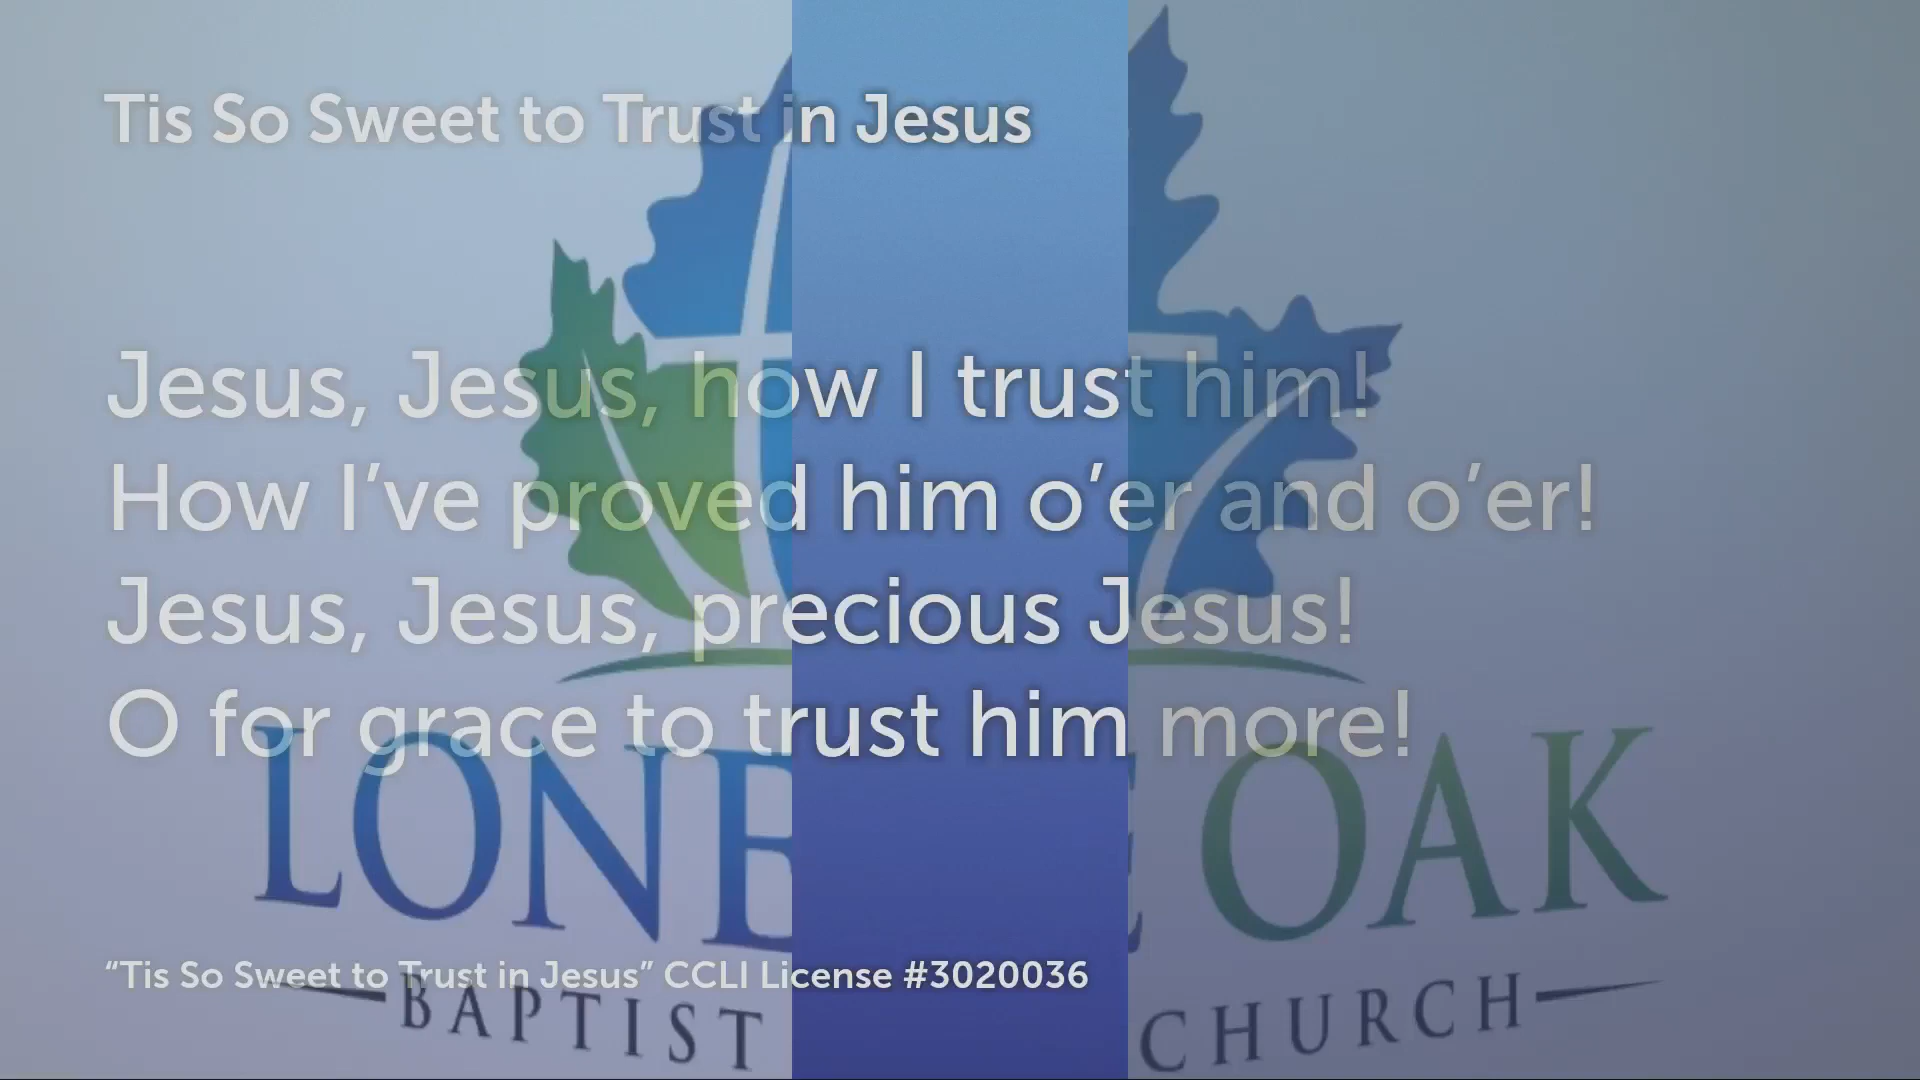 Tis So Sweet to Trust in Jesus
Jesus, Jesus, how I trust him!
How I’ve proved him o’er and o’er!
Jesus, Jesus, precious Jesus!
O for grace to trust him more!
LONE OAK
“Tis So Sweet to Trust in Jesus” CCLI License #3020036
BAPTIST CHURCH